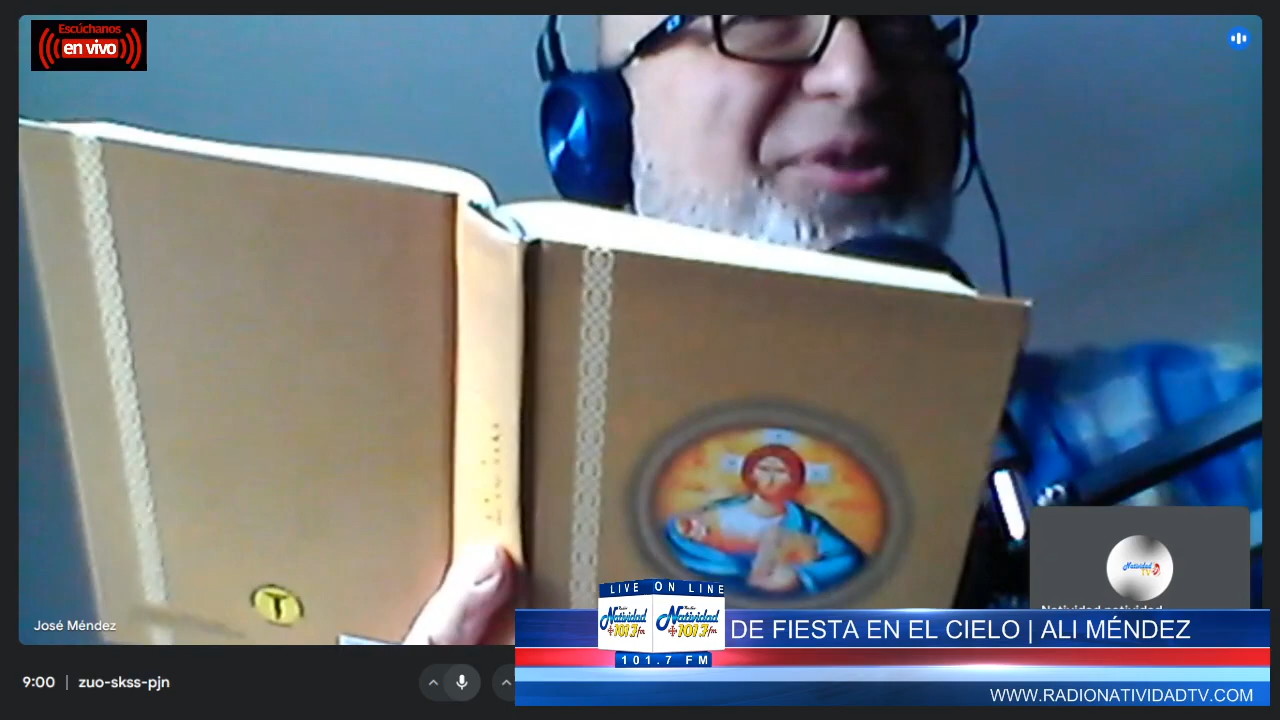 Escúchanos
en vivo
José Méndez
LIVE ON LINE
Natividad
101.7 fm
Natividad
101.7 fm
101.7 FM
DE FIESTA EN EL CIELO | ALI MÉNDEZ
WWW.RADIONATIVIDADTV.COM
Natividad
9:00 | zuo-skss-pjn